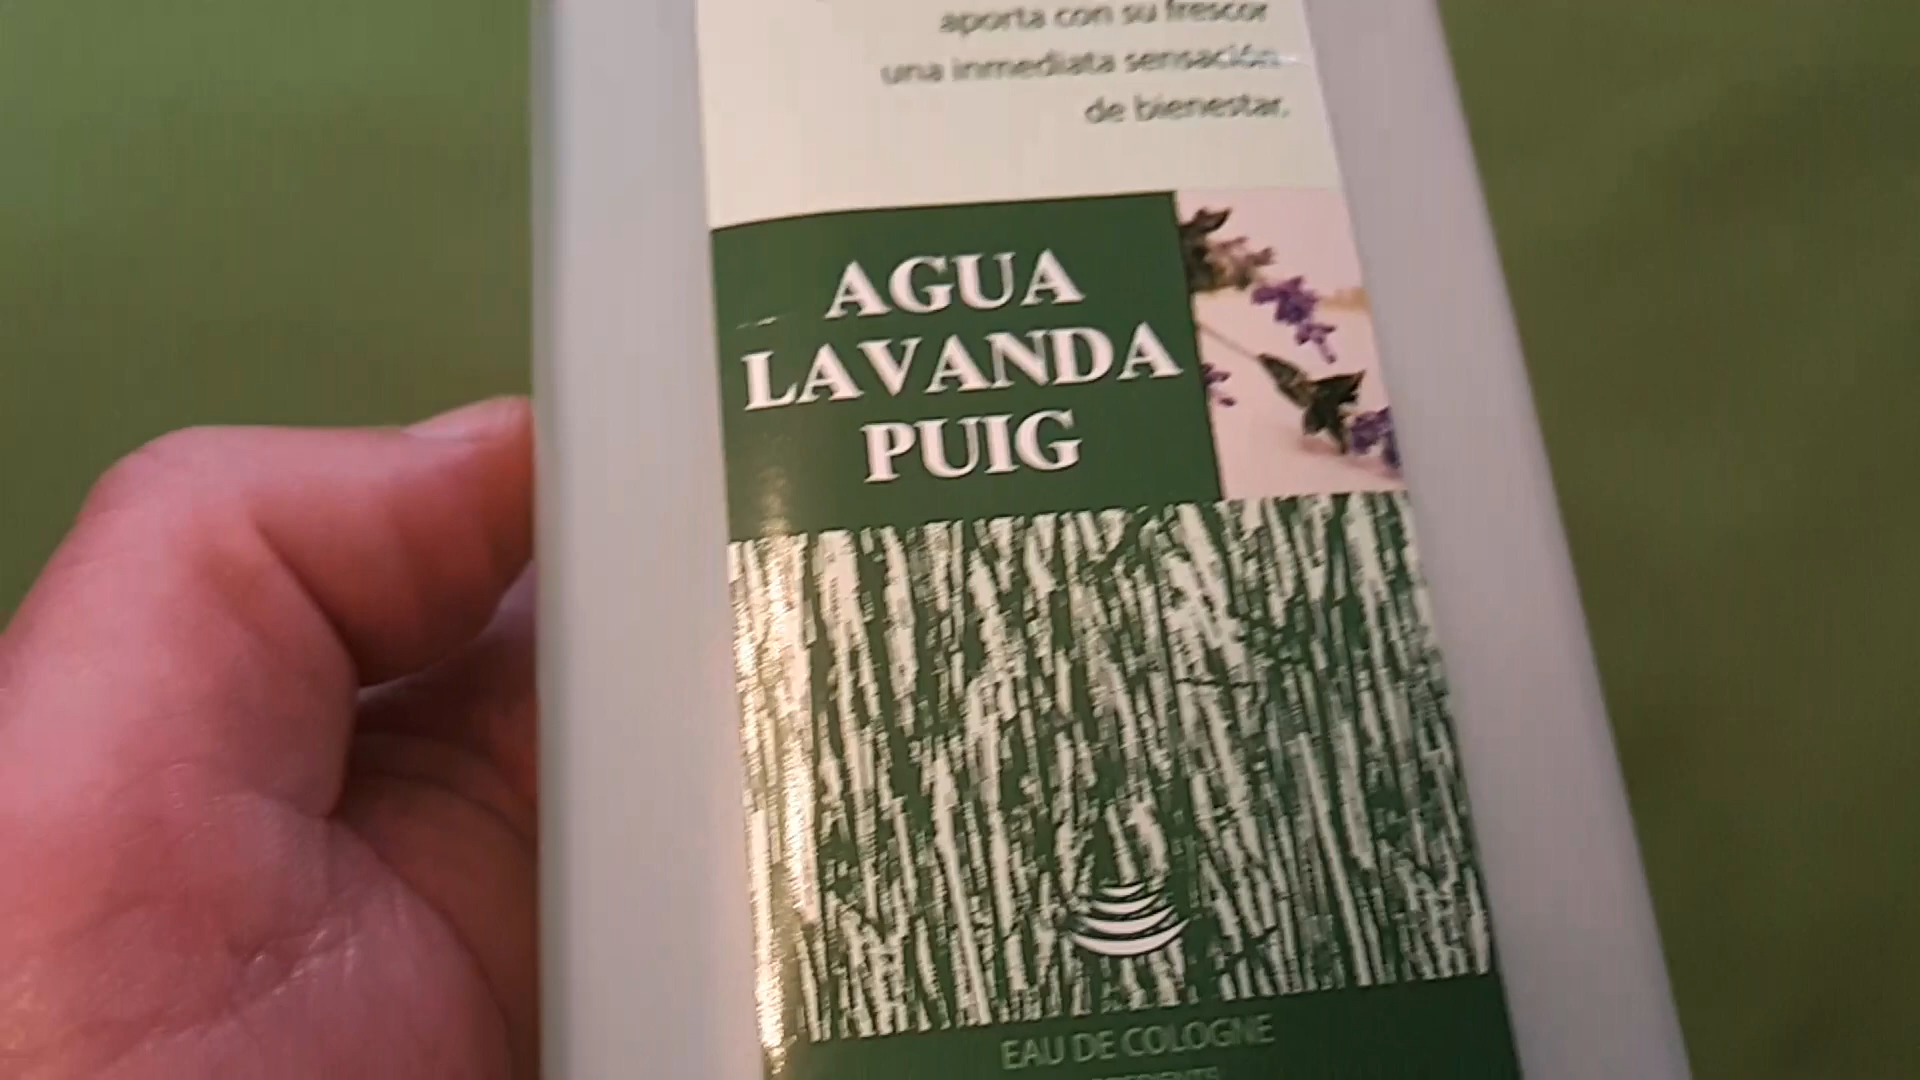 aporta con su frescor
una inmediata sensación
de bienestar.
AGUA
LAVANDA
PUIG
EAU DE COLOGNE